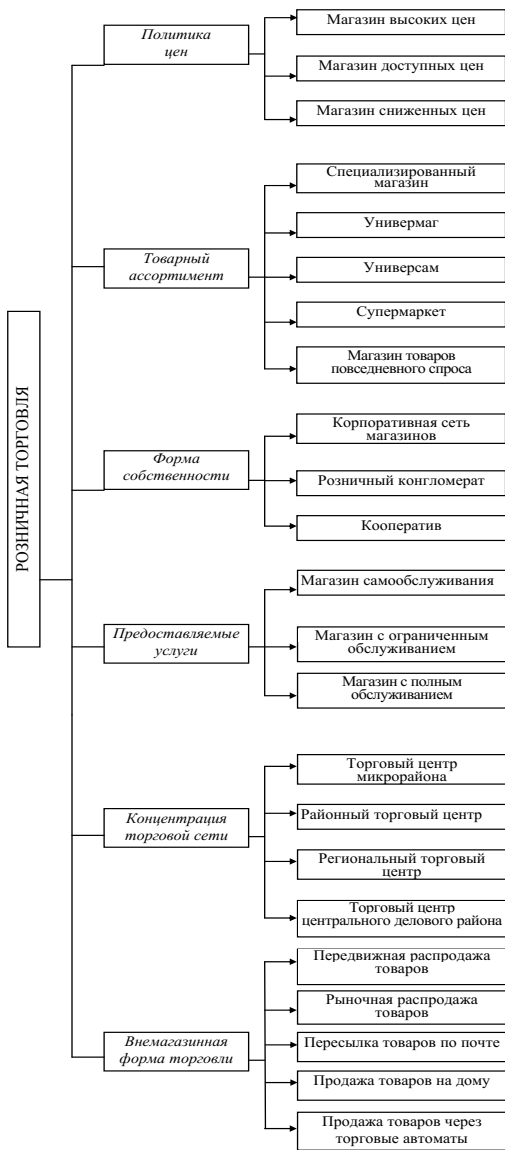 РОЗНИЧНАЯ ТОРГОВЛЯ
Политика
цен
Магазин высоких цен
Магазин доступных цен
Магазин сниженных цен
Товарный
ассортимент
Специализированный
магазин
Универмаг
Универсам
Супермаркет
Магазин товаров
повседневного спроса
Форма
собственности
Корпоративная сеть
магазинов
Розничный конгломерат
Кооператив
Предоставляемые
услуги
Магазин самообслуживания
Магазин с ограниченным
обслуживанием
Магазин с полным
обслуживанием
Концентрация
торговой сети
Торговый центр
микрорайона
Районный торговый центр
Региональный торговый
центр
Торговый центр
центрального делового района
Внемагазинная
форма торговли
Передвижная распродажа
товаров
Рыночная распродажа
товаров
Пересылка товаров по почте
Продажа товаров на дому
Продажа товаров через
торговые автоматы